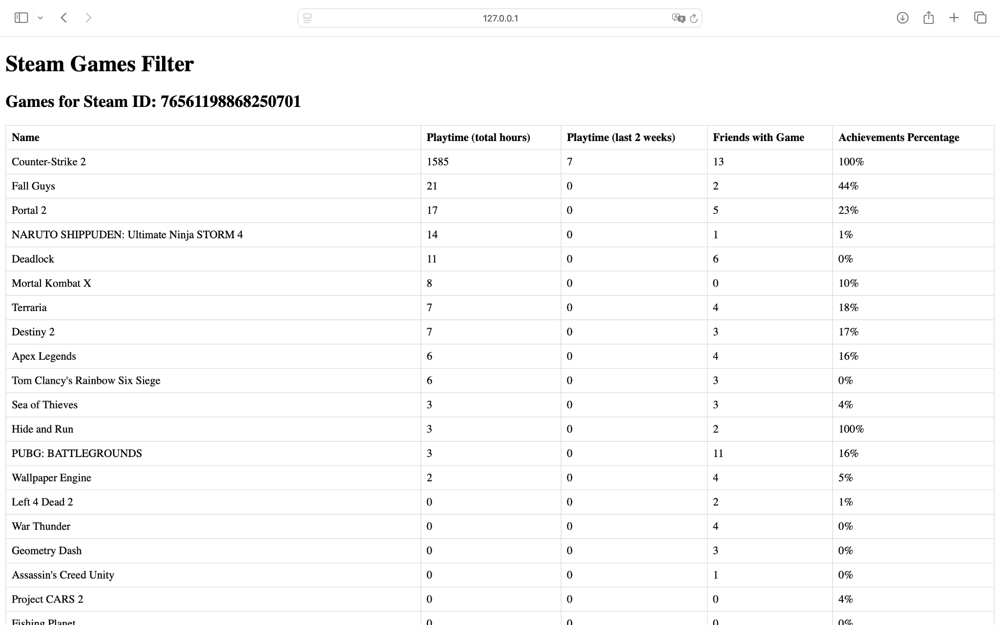 127.0.0.1
Steam Games Filter
Games for Steam ID: 76561198868250701
Name Playtime (total hours) Playtime (last 2 weeks) Friends with Game Achievements Percentage
Counter-Strike 2 1585 7 13 100%
Fall Guys 21 0 2 44%
Portal 2 17 0 5 23%
NARUTO SHIPPUDEN: Ultimate Ninja STORM 4 14 0 1 1%
Deadlock 11 0 6 0%
Mortal Kombat X 8 0 0 10%
Terraria 7 0 4 18%
Destiny 2 7 0 3 17%
Apex Legends 6 0 4 16%
Tom Clancy's Rainbow Six Siege 6 0 3 0%
Sea of Thieves 3 0 3 4%
Hide and Run 3 0 2 100%
PUBG: BATTLEGROUNDS 3 0 11 16%
Wallpaper Engine 2 0 4 5%
Left 4 Dead 2 0 0 2 1%
War Thunder 0 0 4 0%
Geometry Dash 0 0 3 0%
Assassin's Creed Unity 0 0 1 0%
Project CARS 2 0 0 0 4%
Fishing Planet 0 0 0 0%